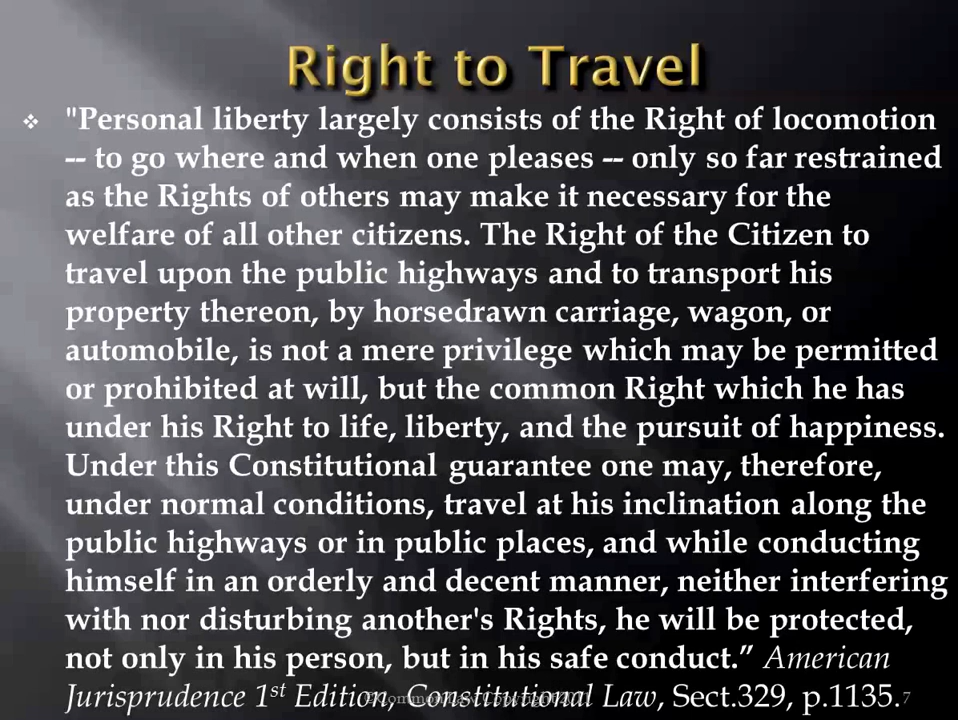 Right to Travel
❖ "Personal liberty largely consists of the Right of locomotion
-- to go where and when one pleases -- only so far restrained
as the Rights of others may make it necessary for the
welfare of all other citizens. The Right of the Citizen to
travel upon the public highways and to transport his
property thereon, by horsedrawn carriage, wagon, or
automobile, is not a mere privilege which may be permitted
or prohibited at will, but the common Right which he has
under his Right to life, liberty, and the pursuit of happiness.
Under this Constitutional guarantee one may, therefore,
under normal conditions, travel at his inclination along the
public highways or in public places, and while conducting
himself in an orderly and decent manner, neither interfering
with nor disturbing another's Rights, he will be protected,
not only in his person, but in his safe conduct.” American
Jurisprudence 1st Edition, Constitutional Law, Sect.329, p.1135.
Common Law Copyright 2011
7